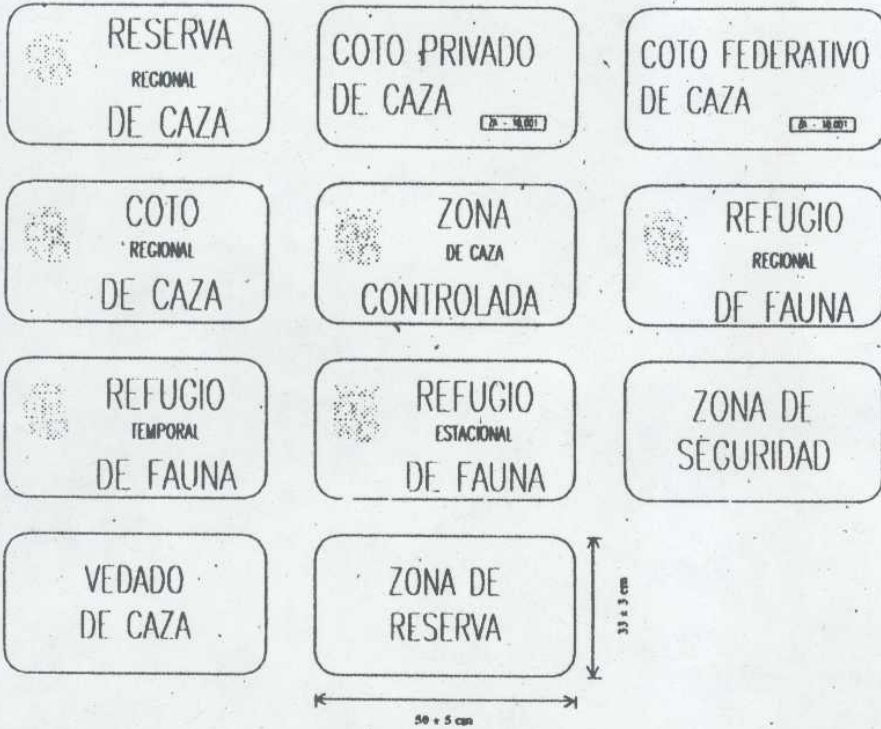 RESERVA
REGIONAL
DE CAZA
COTO PRIVADO
DE CAZA
COTO FEDERATIVO
DE CAZA
COTO
REGIONAL
DE CAZA
ZONA
DE CAZA
CONTROLADA
REFUGIO
REGIONAL
DE FAUNA
REFUGIO
TEMPORAL
DE FAUNA
REFUGIO
ESTACIONAL
DE FAUNA
ZONA DE
SEGURIDAD
VEDADO
DE CAZA
ZONA DE
RESERVA
33 ± 3 cm
50 ± 5 cm